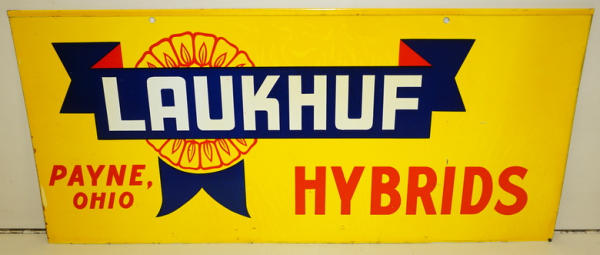 LAUKHUF
PAYNE,
OHIO
HYBRIDS